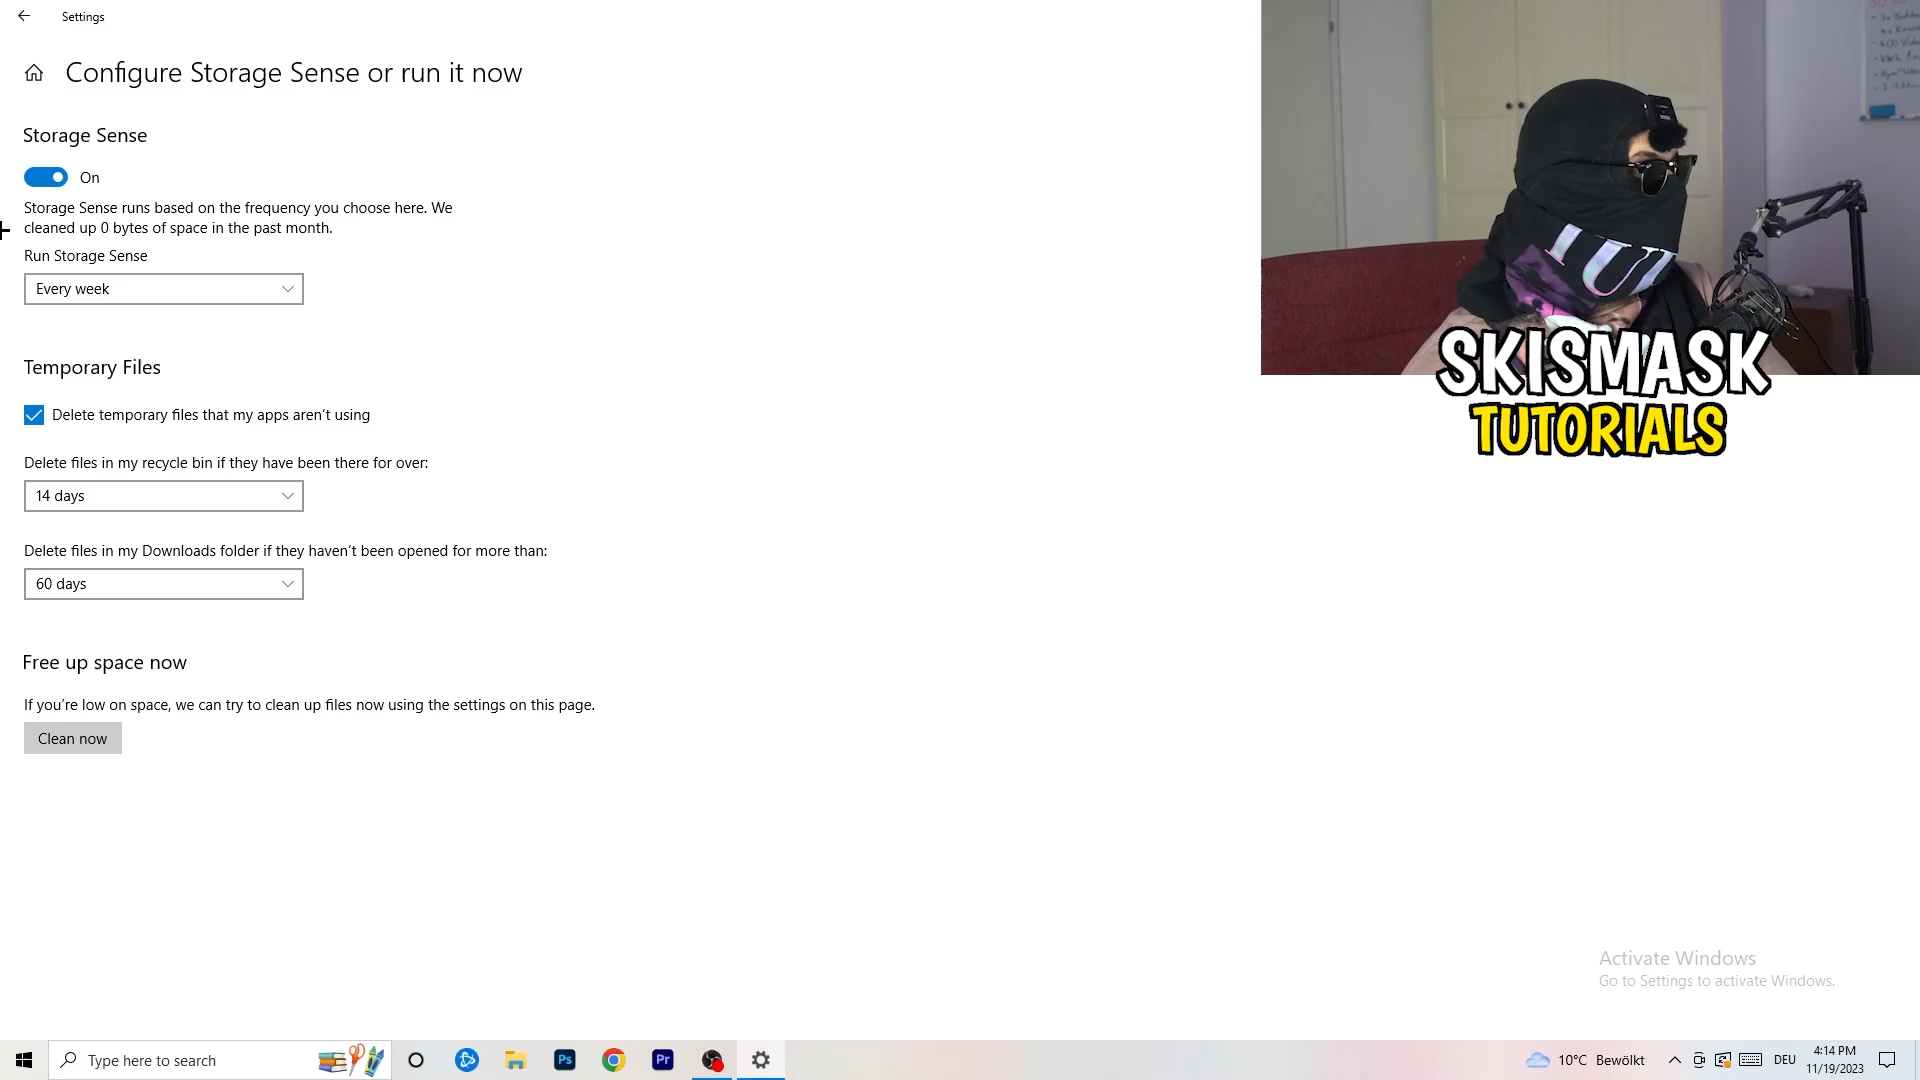 Settings
Configure Storage Sense or run it now
Storage Sense
On
Storage Sense runs based on the frequency you choose here. We
cleaned up 0 bytes of space in the past month.
Run Storage Sense
Every week
Temporary Files
Delete temporary files that my apps aren't using
Delete files in my recycle bin if they have been there for over:
14 days
Delete files in my Downloads folder if they haven't been opened for more than:
60 days
Free up space now
If you're low on space, we can try to clean up files now using the settings on this page.
Clean now
SKISMASK
TUTORIALS
Activate Windows
Go to Settings to activate Windows.
Type here to search
Ps
Pr
10°C Bewölkt
DEU
4:14 PM
11/19/2023